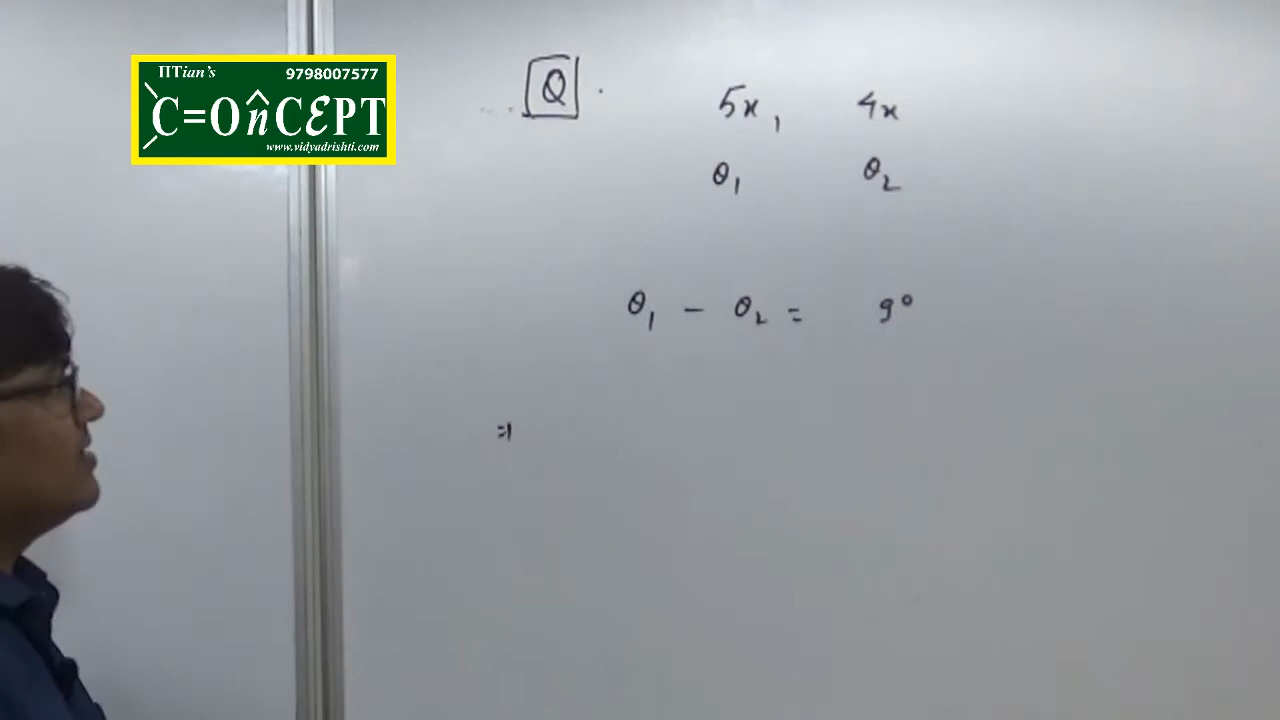 IITian's 9798007577
C=OnCEPT
www.vidyadrishti.com
Q. 5x, 4x
θ₁ θ₂
θ₁ - θ₂ = 9°
⇒